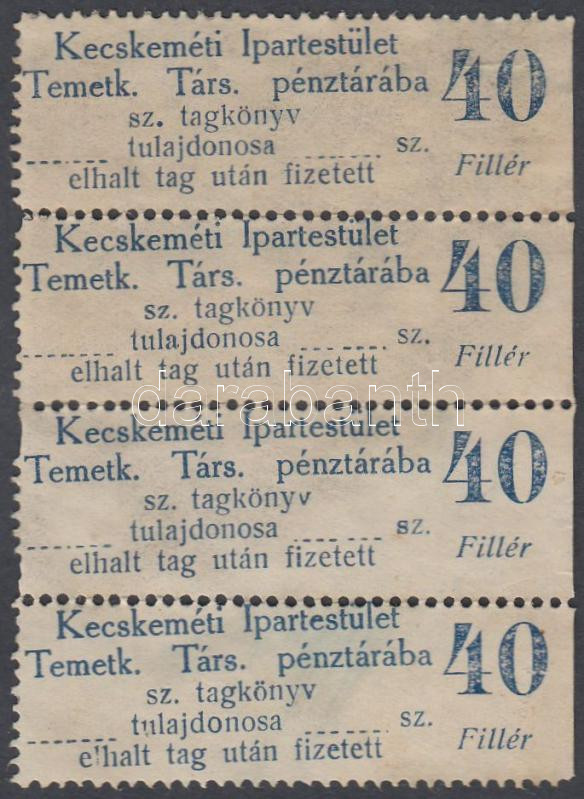 Kecskeméti Ipartestület
Temetk. Társ. pénztárába 40
sz. tagkönyv
tulajdonosa sz.
elhalt tag után fizetett Fillér
Kecskeméti Ipartestület
Temetk. Társ. pénztárába 40
sz. tagkönyv
tulajdonosa sz.
elhalt tag után fizetett Fillér
darabanth
Kecskeméti Ipartestület
Temetk. Társ. pénztárába 40
sz. tagkönyv
tulajdonosa sz.
elhalt tag után fizetett Fillér
Kecskeméti Ipartestület
Temetk. Társ. pénztárába 40
sz. tagkönyv
tulajdonosa sz.
elhalt tag után fizetett Fillér